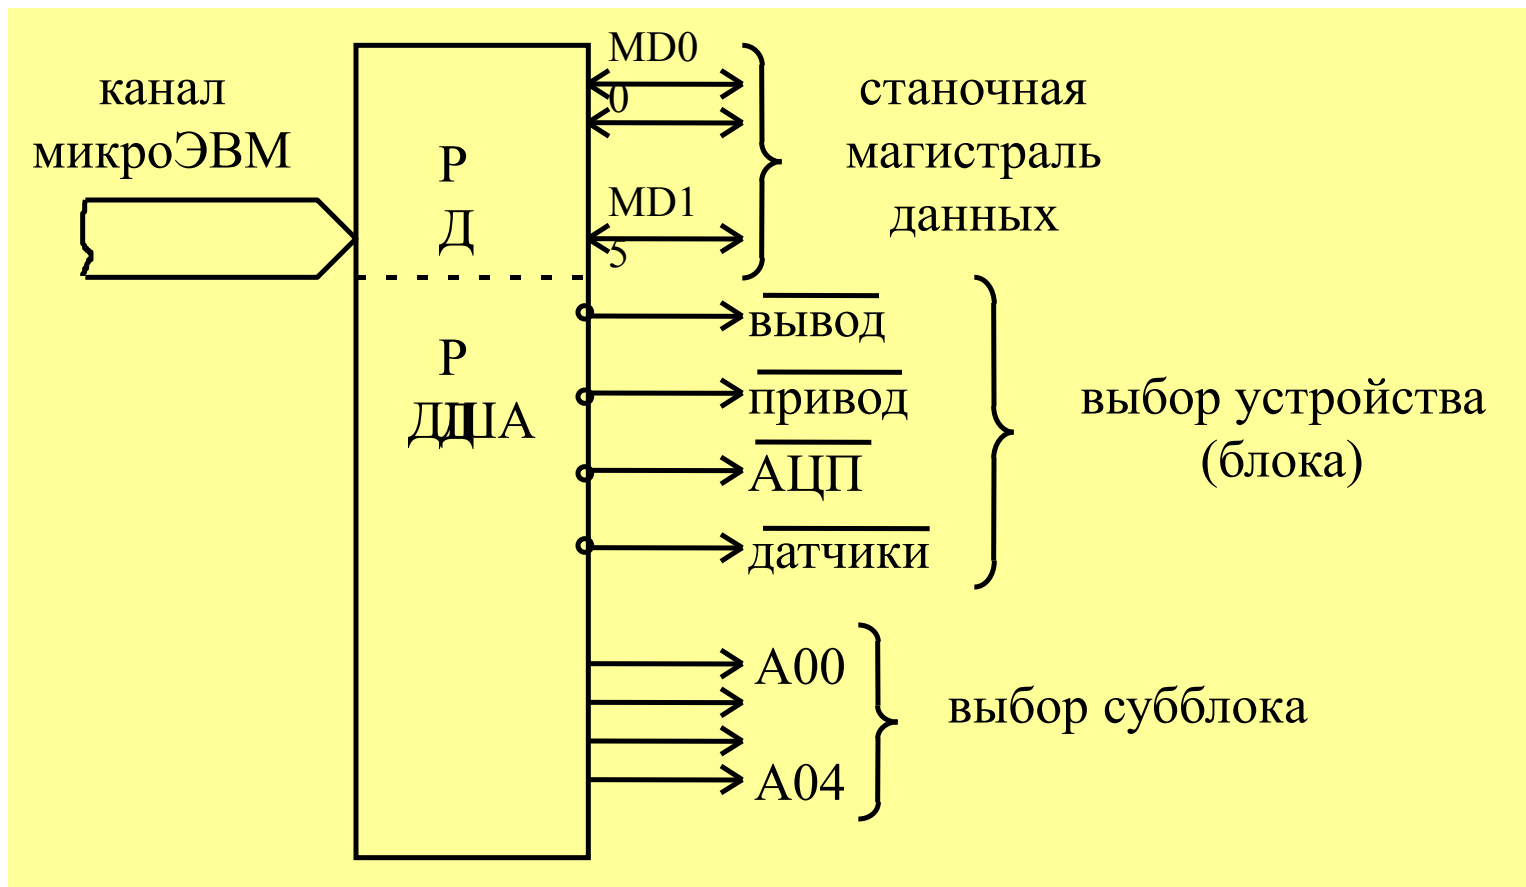 канал
микроЭВМ
Р
Д
Р
Д
ДША
MD0
0
MD1
5
станочная
магистраль
данных
вывод
привод
АЦП
датчики
выбор устройства
(блока)
А00
А04
выбор субблока